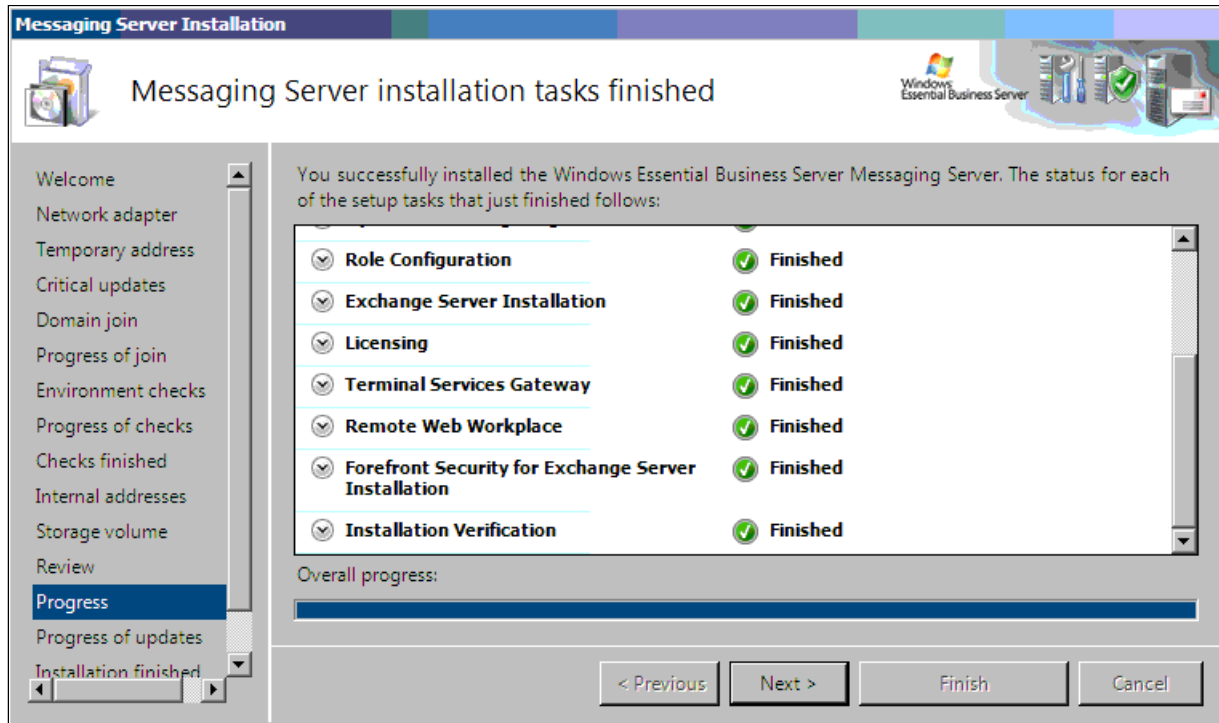 Messaging Server Installation
Messaging Server installation tasks finished
Windows
Essential Business Server
Welcome
Network adapter
Temporary address
Critical updates
Domain join
Progress of join
Environment checks
Progress of checks
Checks finished
Internal addresses
Storage volume
Review
Progress
Progress of updates
Installation finished
You successfully installed the Windows Essential Business Server Messaging Server. The status for each
of the setup tasks that just finished follows:
Role Configuration Finished
Exchange Server Installation Finished
Licensing Finished
Terminal Services Gateway Finished
Remote Web Workplace Finished
Forefront Security for Exchange Server Finished
Installation
Installation Verification Finished
Overall progress:
< Previous Next > Finish Cancel